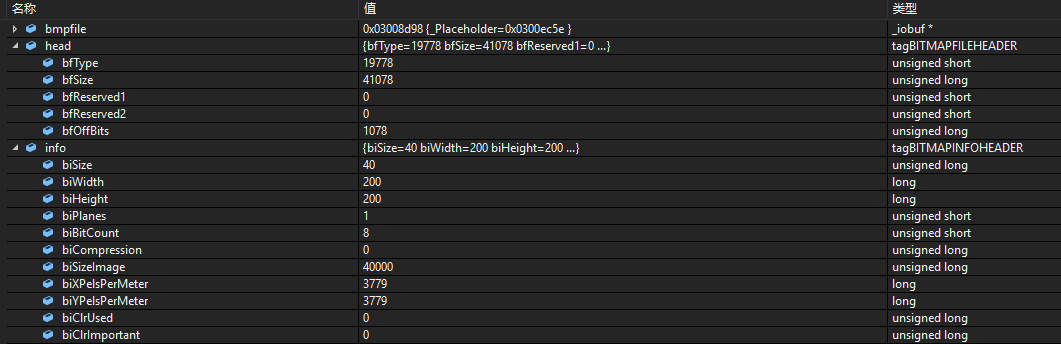 名称 值 类型
bmpfile 0x03008d98 {_Placeholder=0x0300ec5e } _iobuf *
head {bfType=19778 bfSize=41078 bfReserved1=0 ...} tagBITMAPFILEHEADER
bfType 19778 unsigned short
bfSize 41078 unsigned long
bfReserved1 0 unsigned short
bfReserved2 0 unsigned short
bfOffBits 1078 unsigned long
info {biSize=40 biWidth=200 biHeight=200 ...} tagBITMAPINFOHEADER
biSize 40 unsigned long
biWidth 200 long
biHeight 200 long
biPlanes 1 unsigned short
biBitCount 8 unsigned short
biCompression 0 unsigned long
biSizeImage 40000 unsigned long
biXPelsPerMeter 3779 long
biYPelsPerMeter 3779 long
biClrUsed 0 unsigned long
biClrImportant 0 unsigned long